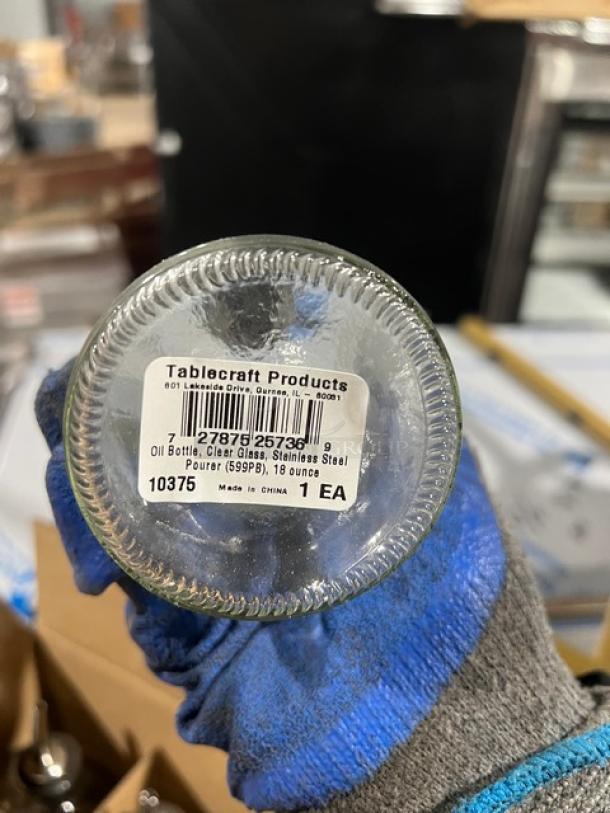 Tablecraft Products
601 Lakeside Drive, Gurnee, IL - 60031
7 27875 25736 9
Oil Bottle, Clear Glass, Stainless Steel
Pourer (599PB), 18 ounce
10375 Made in CHINA 1 EA